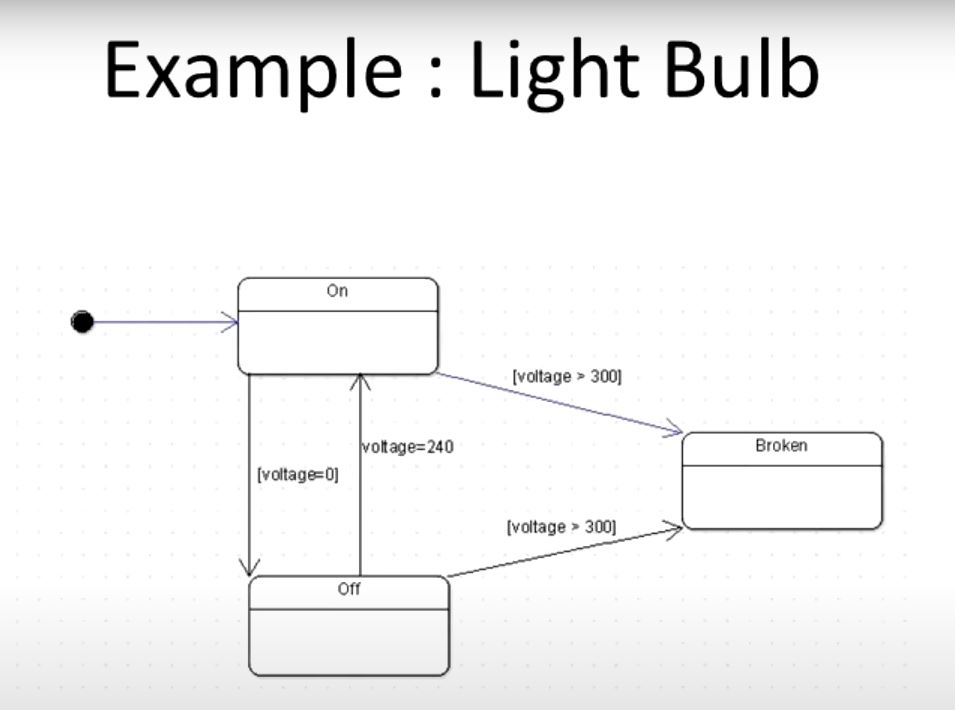 Example : Light Bulb
On
[voltage > 300]
voltage=240
Broken
[voltage=0]
[voltage > 300]
Off